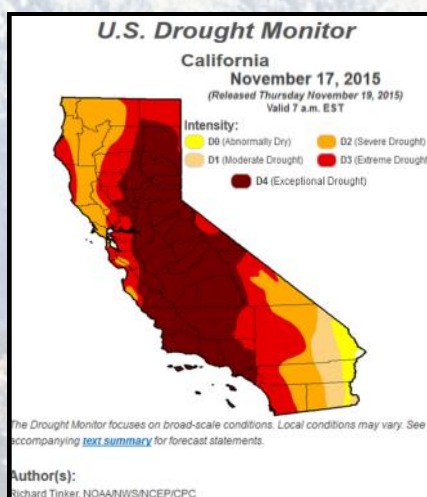 U.S. Drought Monitor
California
November 17, 2015
(Released Thursday November 19, 2015)
Valid 7 a.m. EST
Intensity:
D0 (Abnormally Dry)
D2 (Severe Drought)
D1 (Moderate Drought)
D3 (Extreme Drought
D4 (Exceptional Drought)
The Drought Monitor focuses on broad-scale conditions. Local conditions may vary. See
accompanying text summary for forecast statements.
Author(s):
Richard Tinker, NOAA/NWS/NCEP/CPC